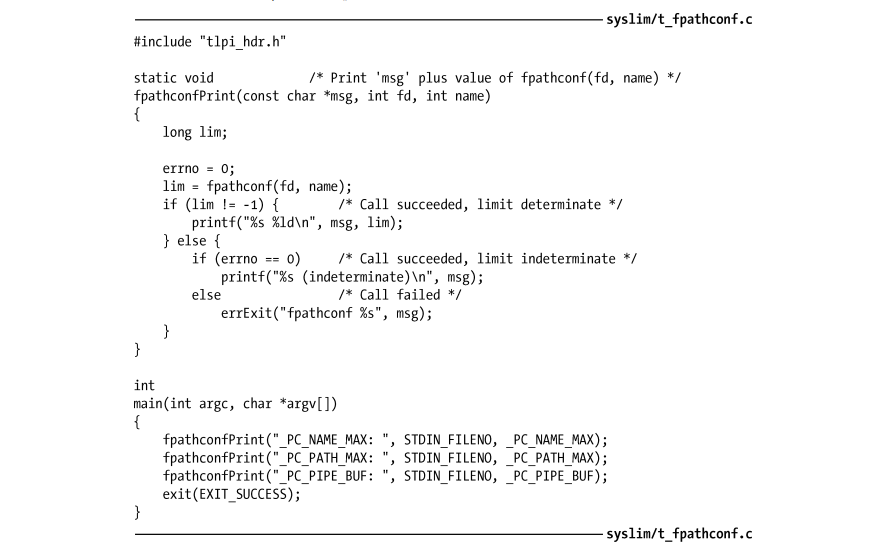 syslim/t_fpathconf.c
#include "tlpi_hdr.h"

static void             /* Print 'msg' plus value of fpathconf(fd, name) */
fpathconfPrint(const char *msg, int fd, int name)
{
    long lim;

    errno = 0;
    lim = fpathconf(fd, name);
    if (lim != -1) {        /* Call succeeded, limit determinate */
        printf("%s %ld\n", msg, lim);
    } else {
        if (errno == 0)     /* Call succeeded, limit indeterminate */
            printf("%s (indeterminate)\n", msg);
        else                /* Call failed */
            errExit("fpathconf %s", msg);
    }
}

int
main(int argc, char *argv[])
{
    fpathconfPrint("_PC_NAME_MAX: ", STDIN_FILENO, _PC_NAME_MAX);
    fpathconfPrint("_PC_PATH_MAX: ", STDIN_FILENO, _PC_PATH_MAX);
    fpathconfPrint("_PC_PIPE_BUF: ", STDIN_FILENO, _PC_PIPE_BUF);
    exit(EXIT_SUCCESS);
}
syslim/t_fpathconf.c